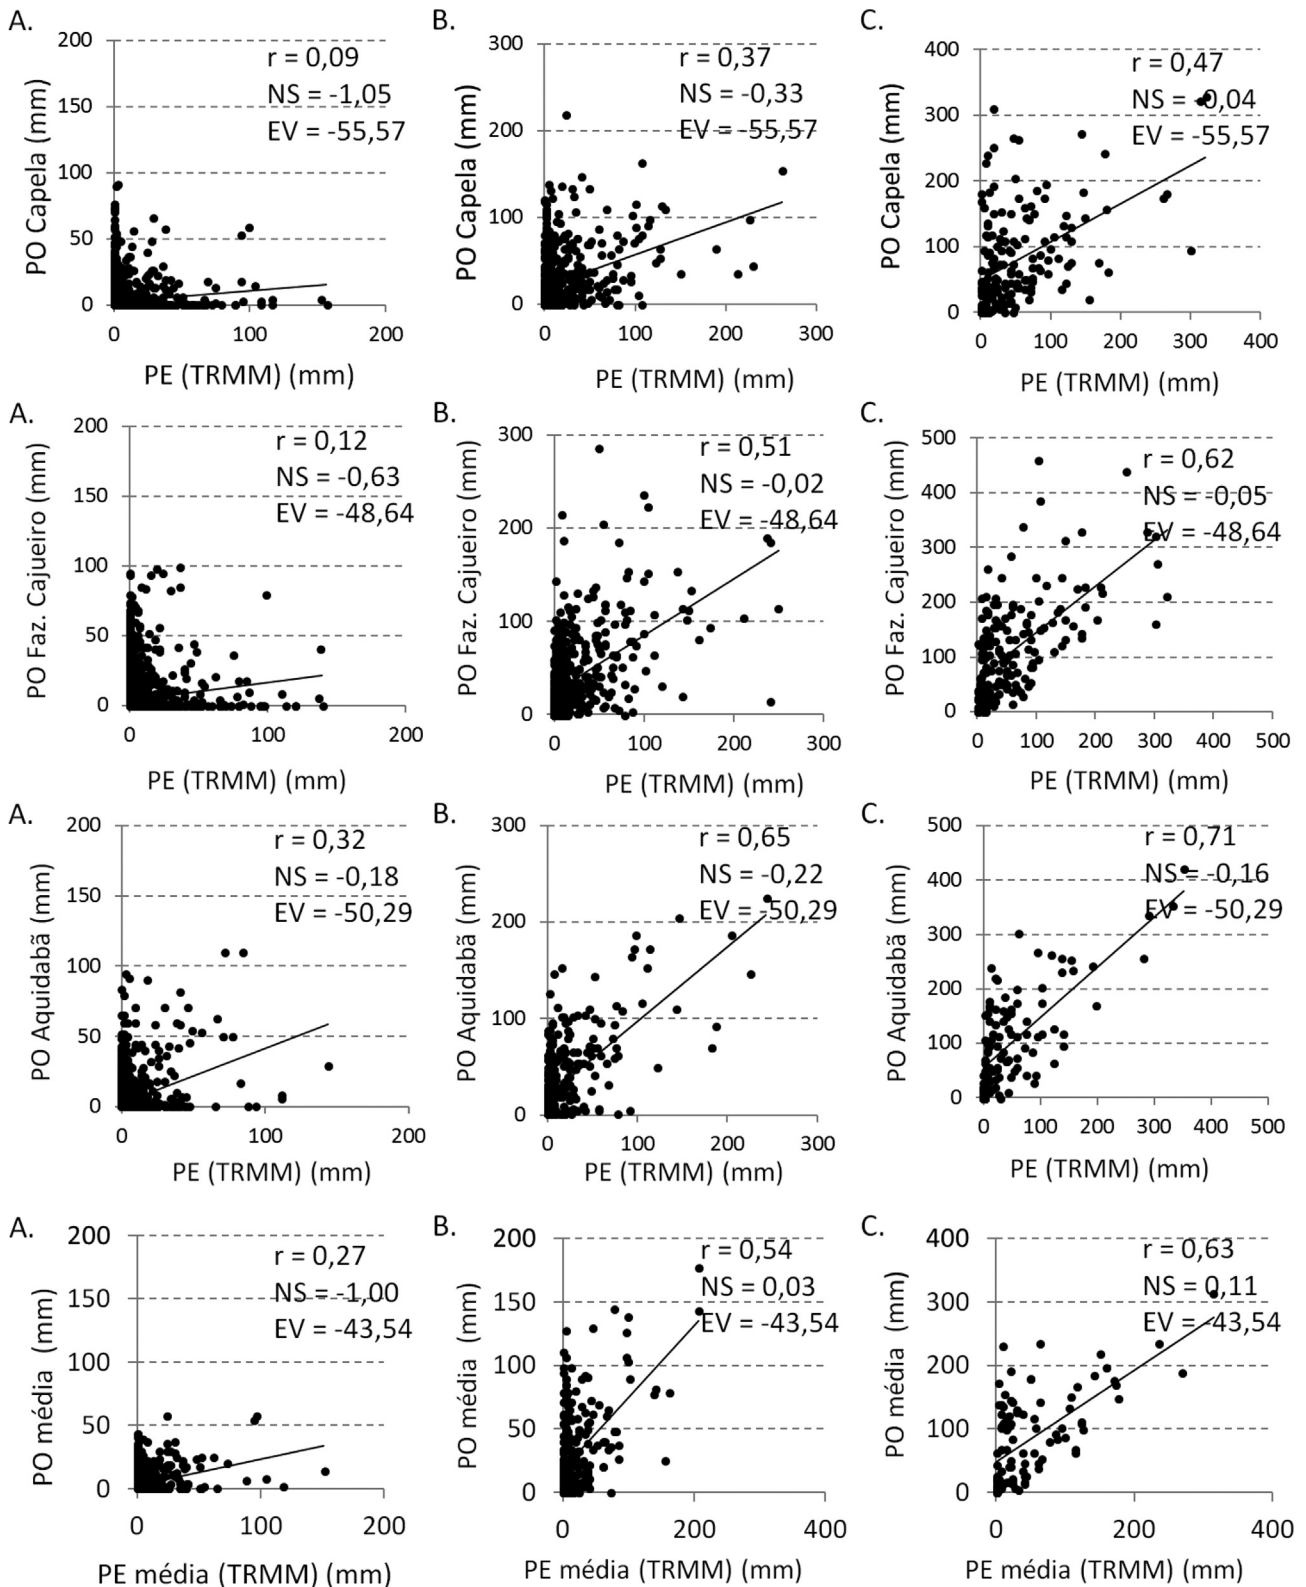 A.
200
150
100
50
0
0
100
200
PO Capela (mm)
PE (TRMM) (mm)
r = 0,09
NS = -1,05
EV = -55,57
B.
300
200
100
0
0
100
200
300
PO Capela (mm)
PE (TRMM) (mm)
r = 0,37
NS = -0,33
EV = -55,57
C.
400
300
200
100
0
0
100
200
300
400
PO Capela (mm)
PE (TRMM) (mm)
r = 0,47
NS = -0,04
EV = -55,57
A.
200
150
100
50
0
0
100
200
PO Faz. Cajueiro (mm)
PE (TRMM) (mm)
r = 0,12
NS = -0,63
EV = -48,64
B.
300
200
100
0
0
100
200
300
PO Faz. Cajueiro (mm)
PE (TRMM) (mm)
r = 0,51
NS = -0,02
EV = -48,64
C.
500
400
300
200
100
0
0
100
200
300
400
500
PO Faz. Cajueiro (mm)
PE (TRMM) (mm)
r = 0,62
NS = -0,05
EV = -48,64
A.
200
150
100
50
0
0
100
200
PO Aquidabã (mm)
PE (TRMM) (mm)
r = 0,32
NS = -0,18
EV = -50,29
B.
300
200
100
0
0
100
200
300
PO Aquidabã (mm)
PE (TRMM) (mm)
r = 0,65
NS = -0,22
EV = -50,29
C.
500
400
300
200
100
0
0
100
200
300
400
500
PO Aquidabã (mm)
PE (TRMM) (mm)
r = 0,71
NS = -0,16
EV = -50,29
A.
200
150
100
50
0
0
100
200
PO média (mm)
PE média (TRMM) (mm)
r = 0,27
NS = -1,00
EV = -43,54
B.
200
150
100
50
0
0
200
400
PO média (mm)
PE média (TRMM) (mm)
r = 0,54
NS = 0,03
EV = -43,54
C.
400
300
200
100
0
0
200
400
PO média (mm)
PE média (TRMM) (mm)
r = 0,63
NS = 0,11
EV = -43,54